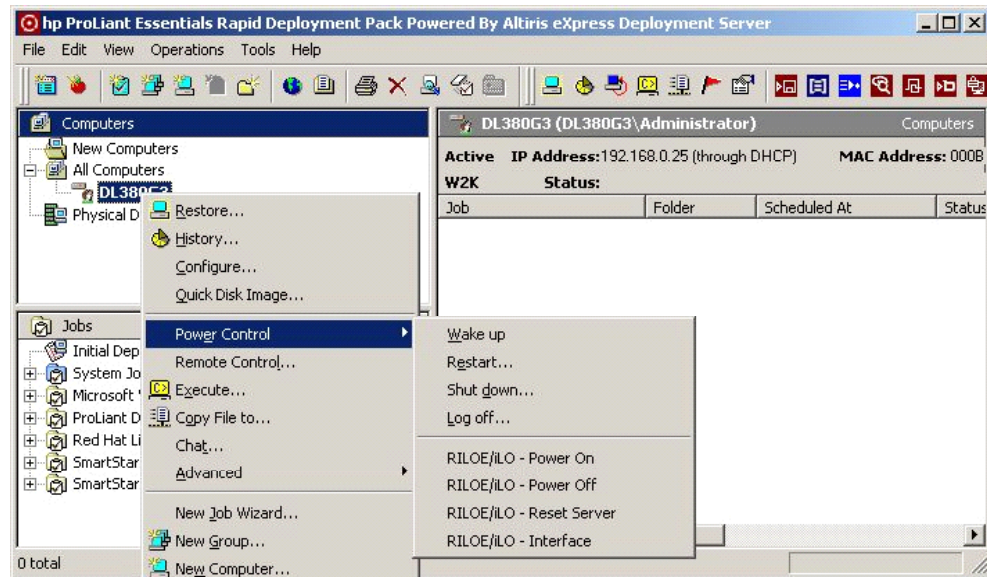 hp ProLiant Essentials Rapid Deployment Pack Powered By Altiris eXpress Deployment Server
File Edit View Operations Tools Help
Computers
New Computers
All Computers
DL380G3
Physical D
DL380G3 (DL380G3\Administrator) Computers
Active IP Address:192.168.0.25 (through DHCP) MAC Address: 000B
W2K Status:
Job Folder Scheduled At Status
Restore...
History...
Configure...
Quick Disk Image...
Power Control
Remote Control...
Execute...
Copy File to...
Chat...
Advanced
New Job Wizard...
New Group...
New Computer...
Wake up
Restart...
Shut down...
Log off...
RILOE/iLO - Power On
RILOE/iLO - Power Off
RILOE/iLO - Reset Server
RILOE/iLO - Interface
Jobs
Initial Dep
System Jo
Microsoft '
ProLiant D
Red Hat Li
SmartStar
SmartStar
0 total